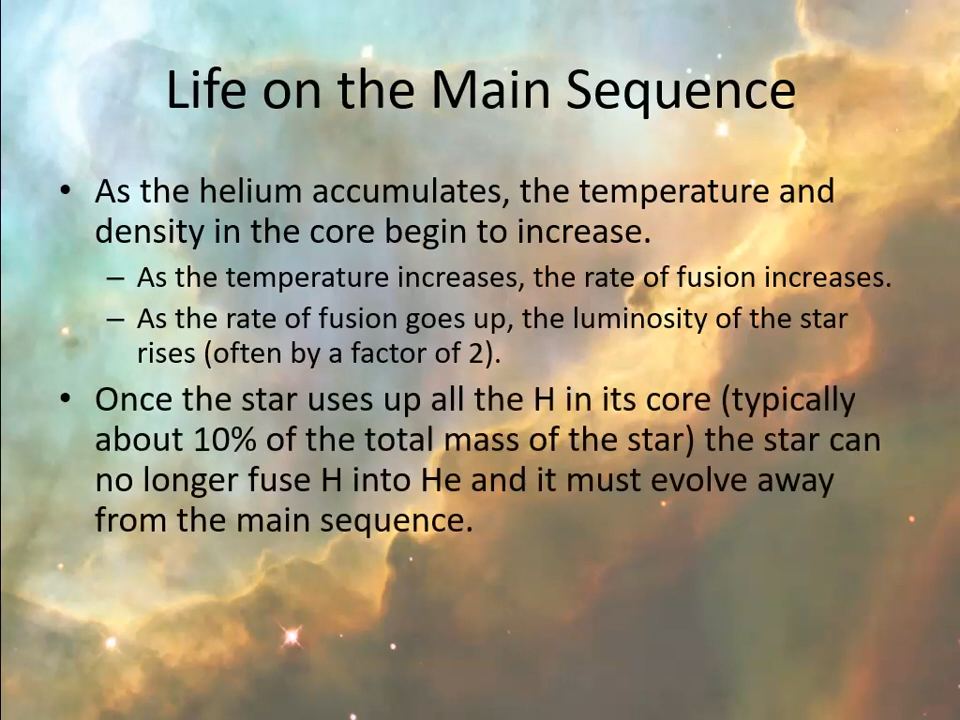 Life on the Main Sequence
• As the helium accumulates, the temperature and
density in the core begin to increase.
– As the temperature increases, the rate of fusion increases.
– As the rate of fusion goes up, the luminosity of the star
rises (often by a factor of 2).
• Once the star uses up all the H in its core (typically
about 10% of the total mass of the star) the star can
no longer fuse H into He and it must evolve away
from the main sequence.